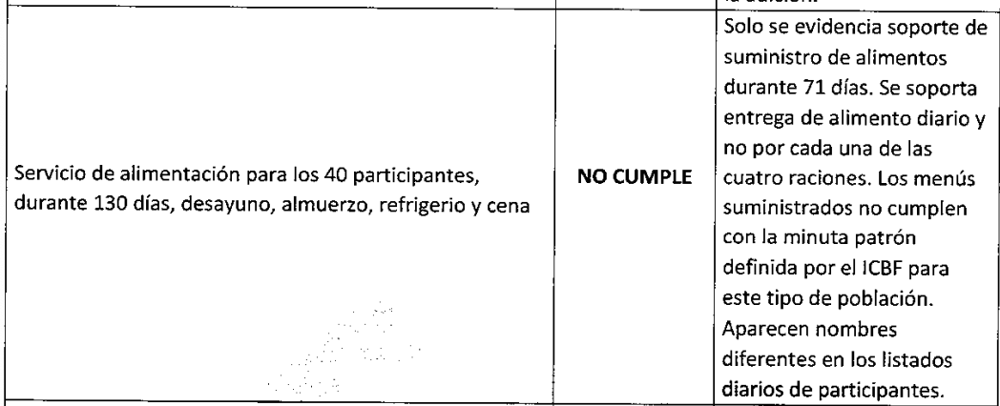 Solo se evidencia soporte de
suministro de alimentos
durante 71 días. Se soporta
entrega de alimento diario y
no por cada una de las
Servicio de alimentación para los 40 participantes,
durante 130 días, desayuno, almuerzo, refrigerio y cena
NO CUMPLE
cuatro raciones. Los menús
suministrados no cumplen
con la minuta patrón
definida por el ICBF para
este tipo de población.
Aparecen nombres
diferentes en los listados
diarios de participantes.